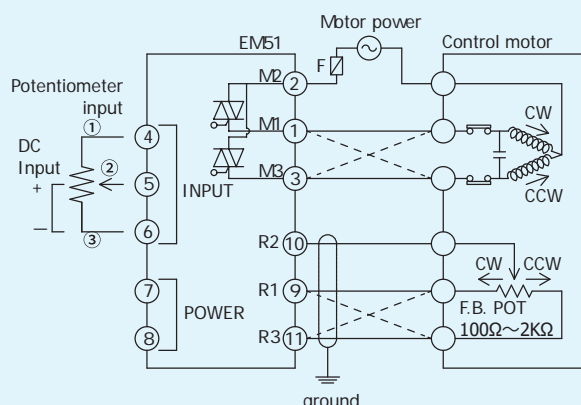 Motor power
EM51
Control motor
M2
2
F
Potentiometer
input
M1
1
CW
①
4
DC
Input
②
5
INPUT
M3
3
CCW
+
−
③
6
R2
10
CW
CCW
7
POWER
R1
9
F.B. POT
8
R3
11
100Ω～2KΩ
ground